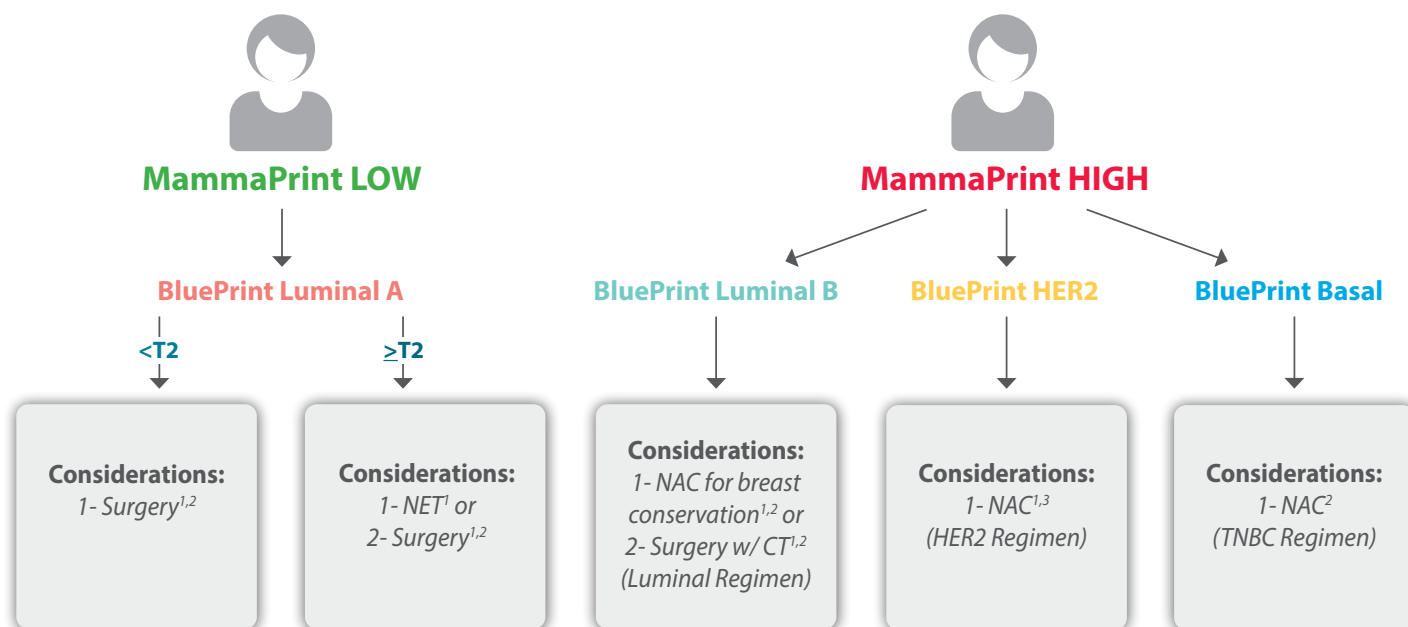 MammaPrint LOW
MammaPrint HIGH
BluePrint Luminal A
BluePrint Luminal B
BluePrint HER2
BluePrint Basal
<T2
≥T2
Considerations:
1- Surgery1,2
Considerations:
1- NET1 or
2- Surgery1,2
Considerations:
1- NAC for breast
conservation1,2 or
2- Surgery w/ CT1,2
(Luminal Regimen)
Considerations:
1- NAC1,3
(HER2 Regimen)
Considerations:
1- NAC2
(TNBC Regimen)